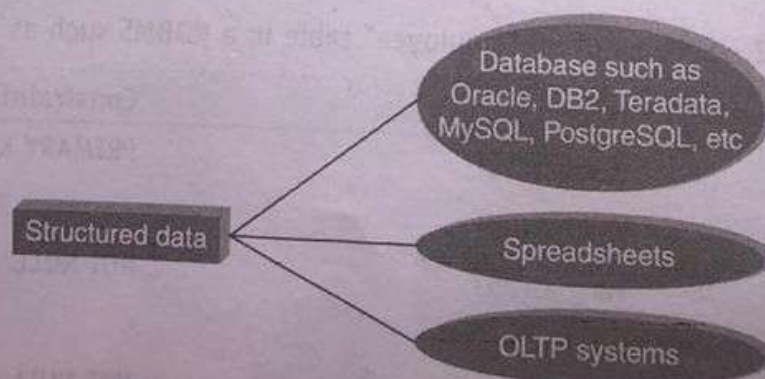 Structured data
Database such as
Oracle, DB2, Teradata,
MySQL, PostgreSQL, etc
Spreadsheets
OLTP systems